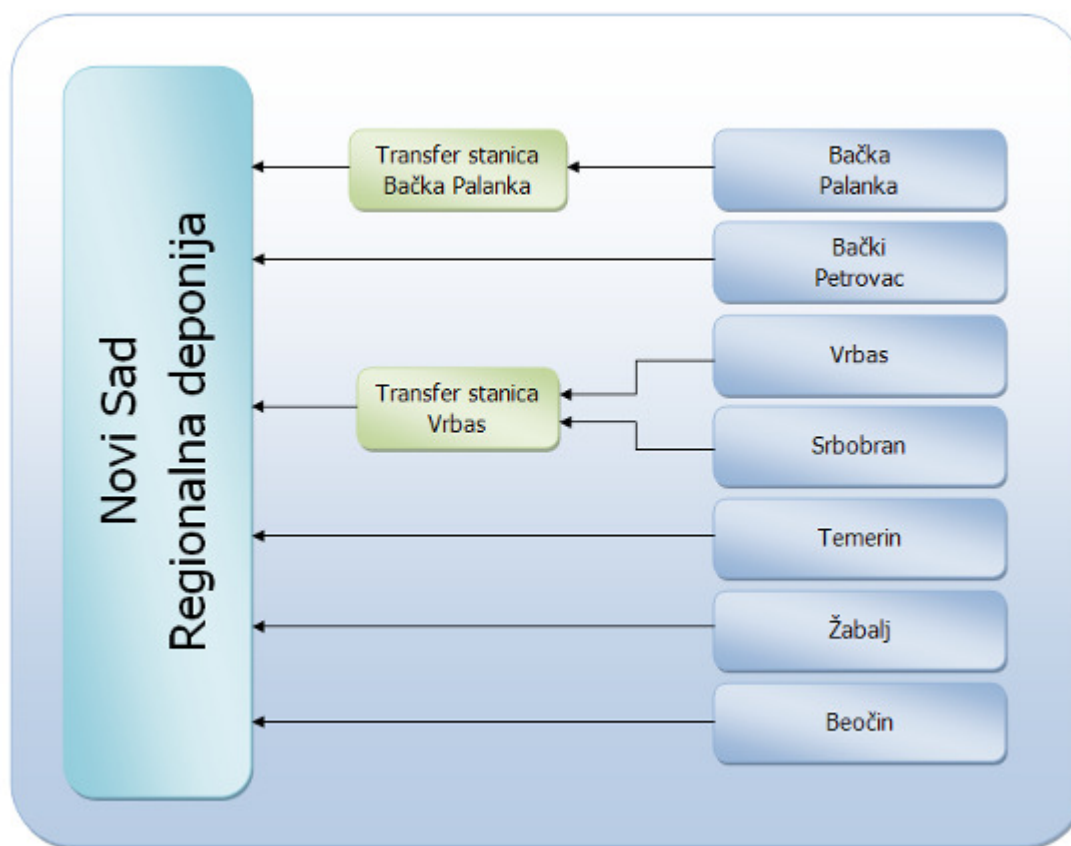 Novi Sad
Regionalna deponija
Transfer stanica
Bačka Palanka
Bačka
Palanka
Bački
Petrovac
Transfer stanica
Vrbas
Vrbas
Srbobran
Temerin
Žabalj
Beočin